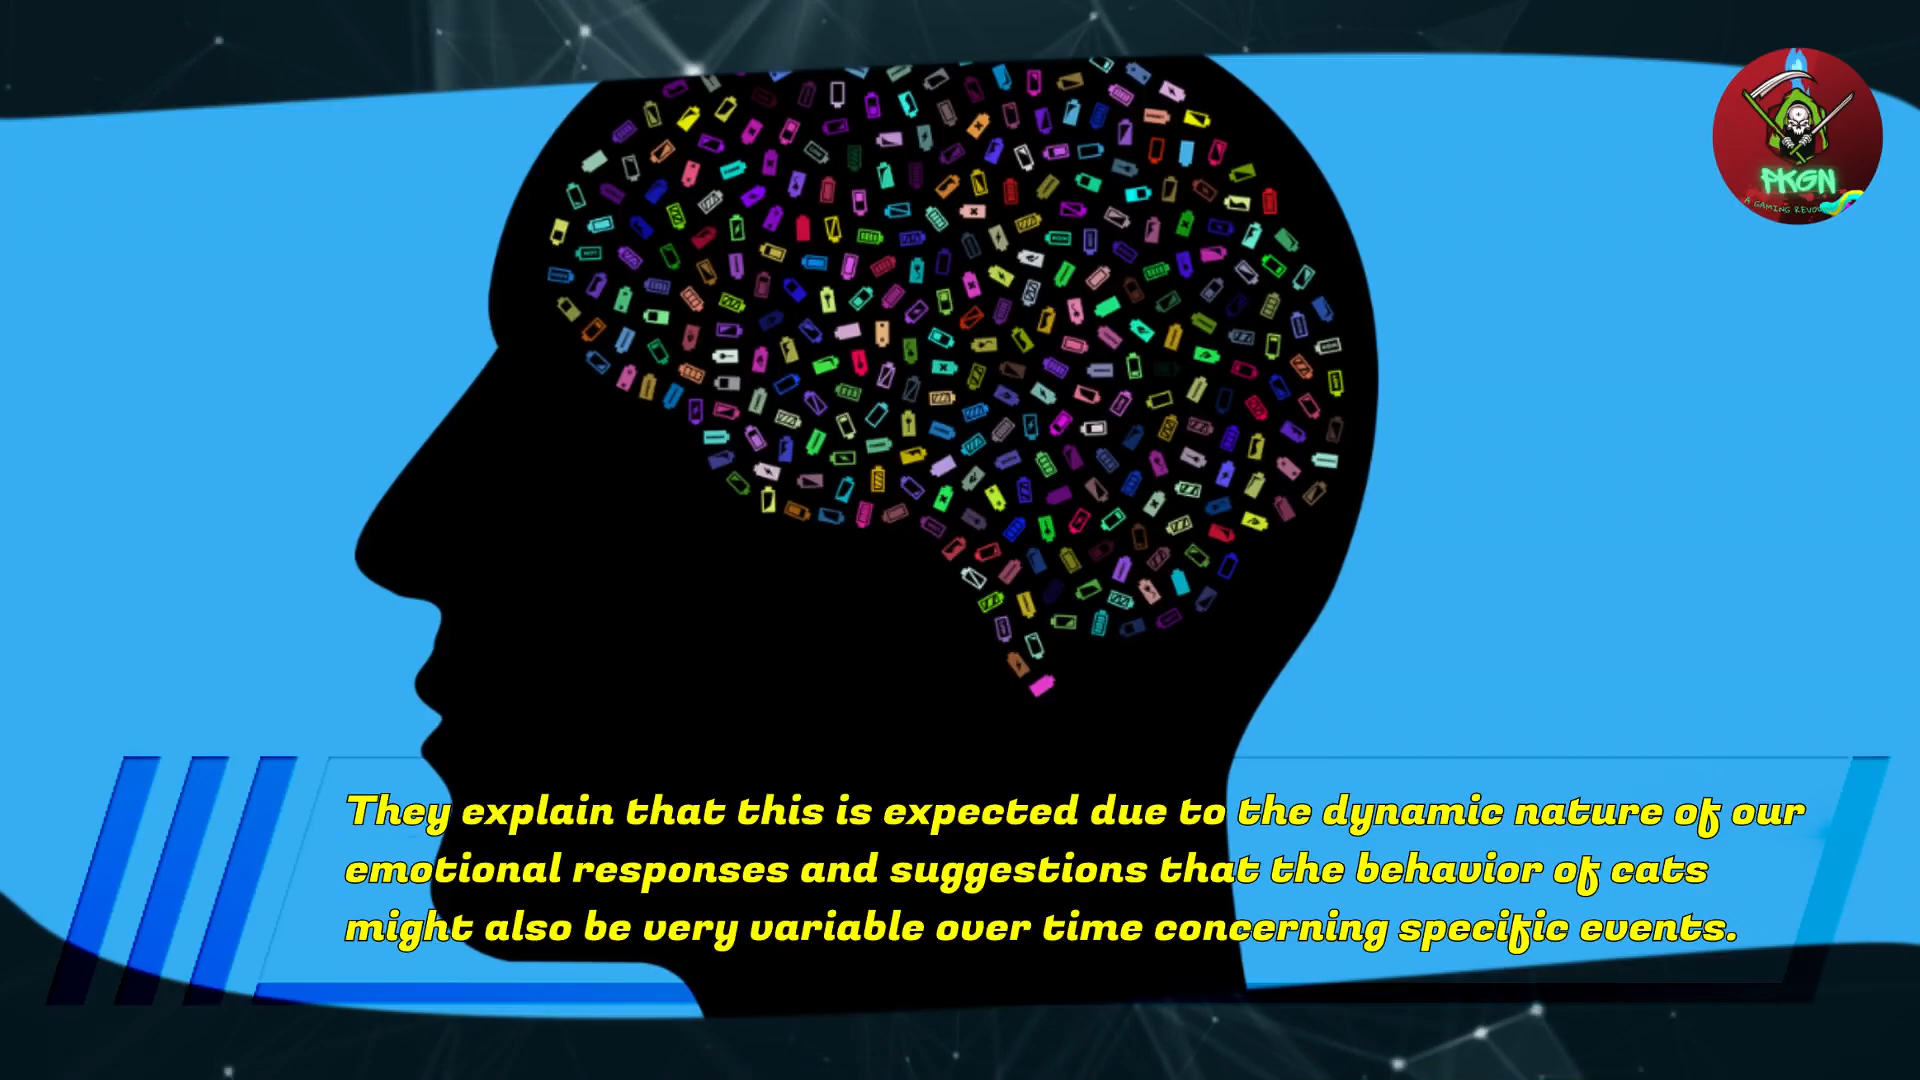 PKGN
They explain that this is expected due to the dynamic nature of our
emotional responses and suggestions that the behavior of cats
might also be very variable over time concerning specific events.